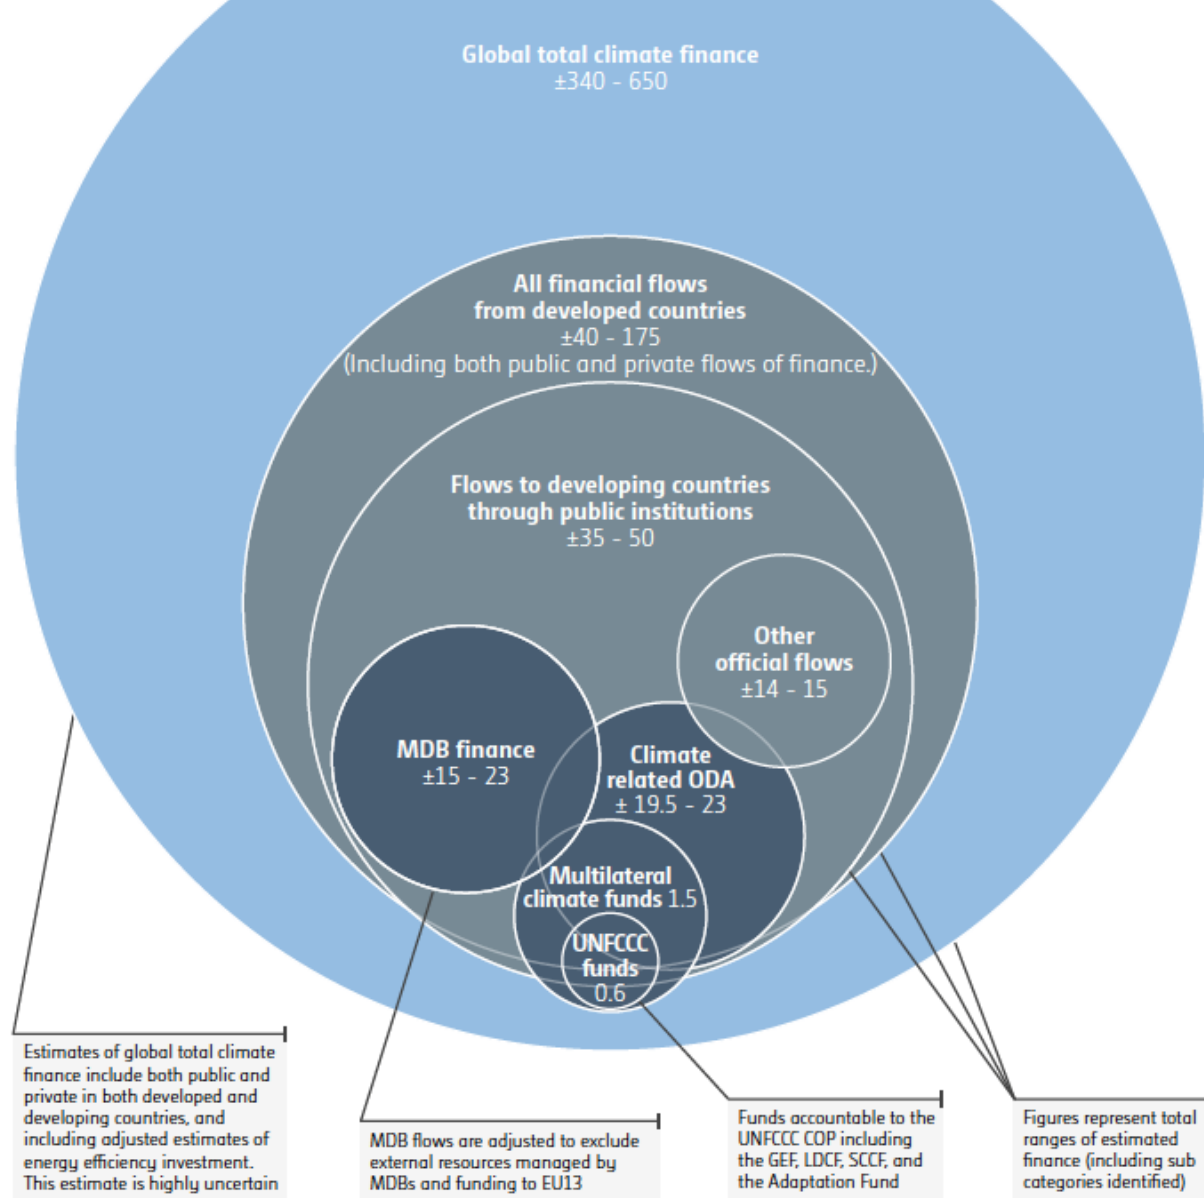 Global total climate finance
±340 - 650
All financial flows
from developed countries
±40 - 175
(Including both public and private flows of finance.)
Flows to developing countries
through public institutions
±35 - 50
Other
official flows
±14 - 15
MDB finance
±15 - 23
Climate
related ODA
± 19.5 - 23
Multilateral
climate funds 1.5
UNFCCC
funds
0.6
Estimates of global total climate
finance include both public and
private in both developed and
developing countries, and
including adjusted estimates of
energy efficiency investment.
This estimate is highly uncertain
MDB flows are adjusted to exclude
external resources managed by
MDBs and funding to EU13
Funds accountable to the
UNFCCC COP including
the GEF, LDCF, SCCF, and
the Adaptation Fund
Figures represent total
ranges of estimated
finance (including sub
categories identified)